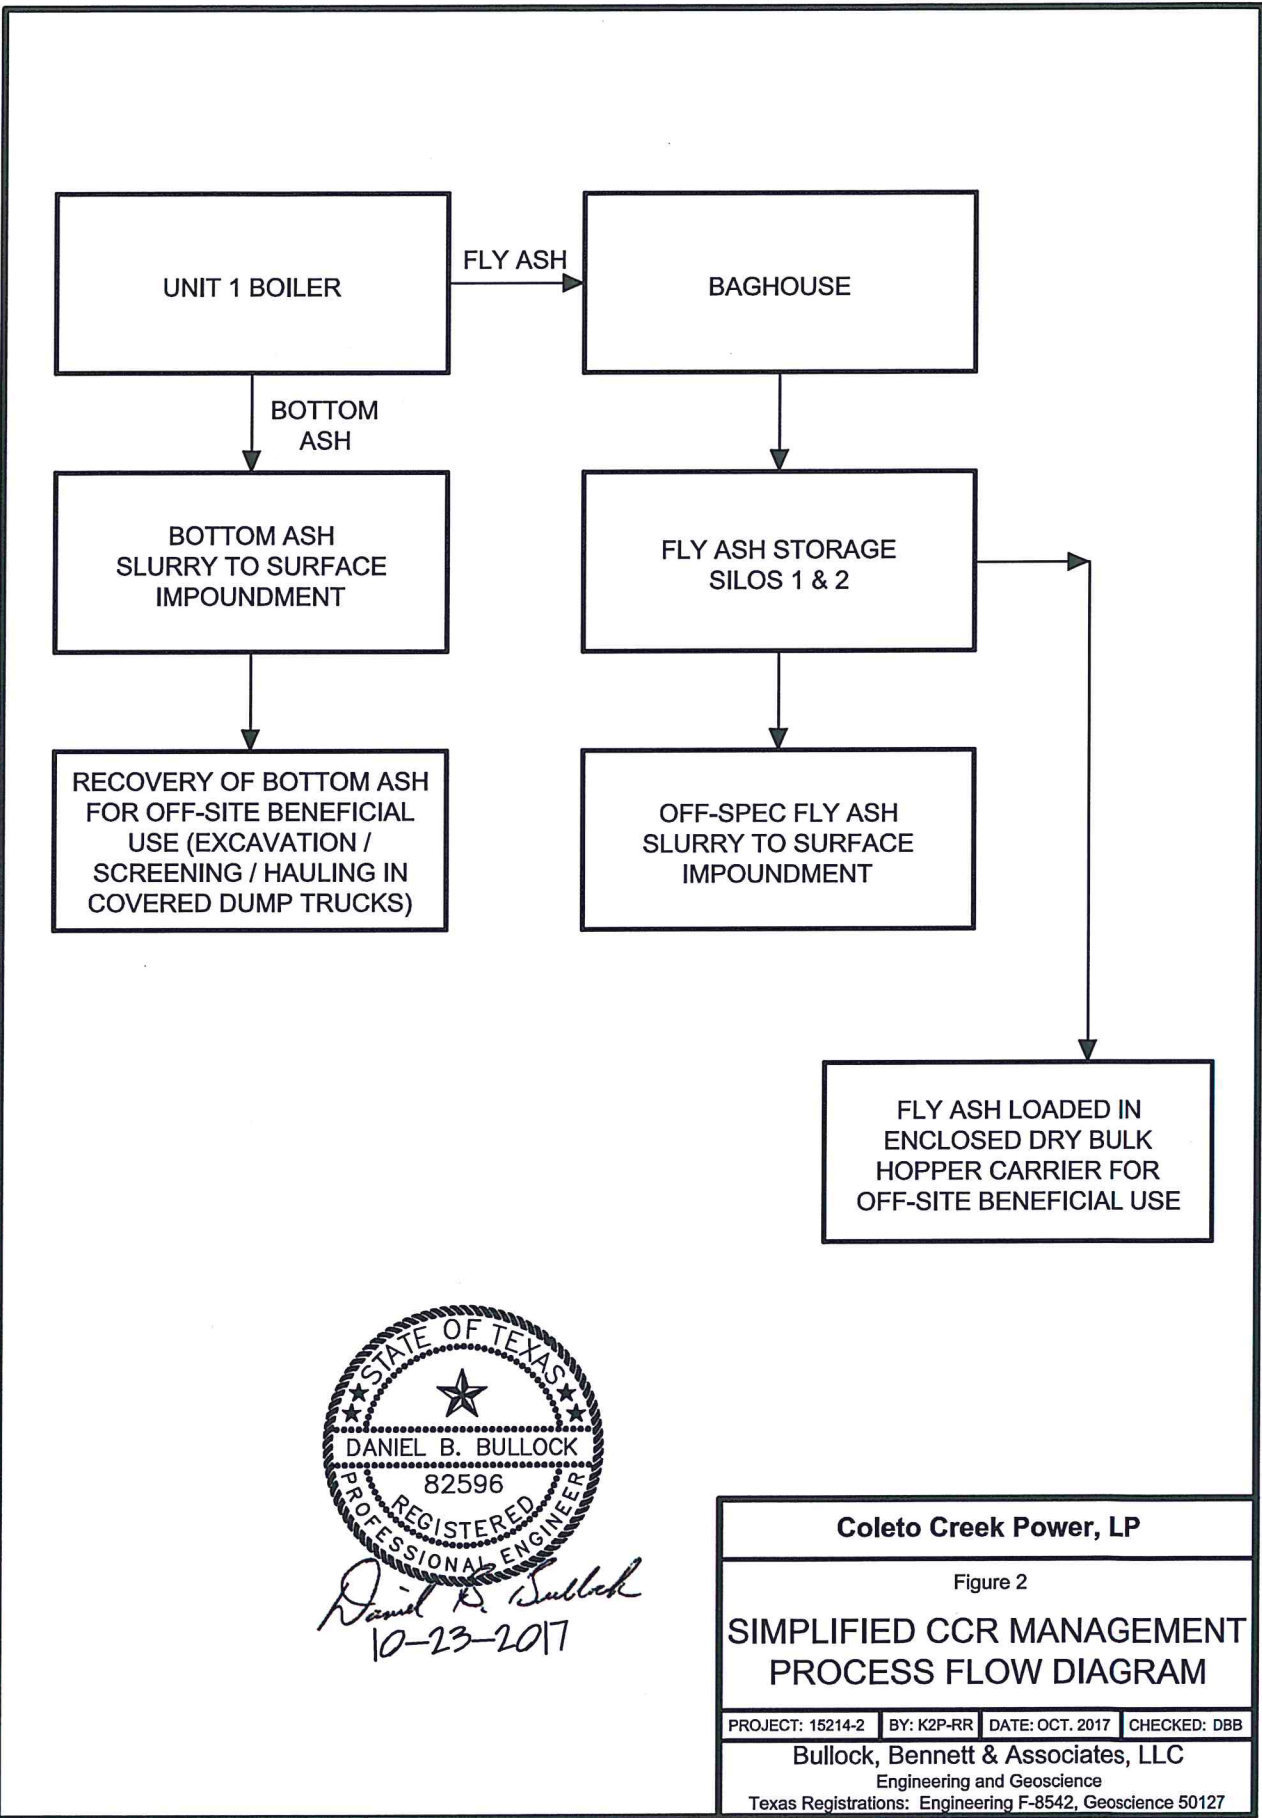 UNIT 1 BOILER
FLY ASH
BAGHOUSE
BOTTOM
ASH
BOTTOM ASH
SLURRY TO SURFACE
IMPOUNDMENT
FLY ASH STORAGE
SILOS 1 & 2
RECOVERY OF BOTTOM ASH
FOR OFF-SITE BENEFICIAL
USE (EXCAVATION /
SCREENING / HAULING IN
COVERED DUMP TRUCKS)
OFF-SPEC FLY ASH
SLURRY TO SURFACE
IMPOUNDMENT
FLY ASH LOADED IN
ENCLOSED DRY BULK
HOPPER CARRIER FOR
OFF-SITE BENEFICIAL USE
STATE OF TEXAS
DANIEL B. BULLOCK
82596
REGISTERED
PROFESSIONAL ENGINEER
Daniel B. Bullock
10-23-2017
Coleto Creek Power, LP
Figure 2
SIMPLIFIED CCR MANAGEMENT
PROCESS FLOW DIAGRAM
PROJECT: 15214-2 BY: K2P-RR DATE: OCT. 2017 CHECKED: DBB
Bullock, Bennett & Associates, LLC
Engineering and Geoscience
Texas Registrations: Engineering F-8542, Geoscience 50127